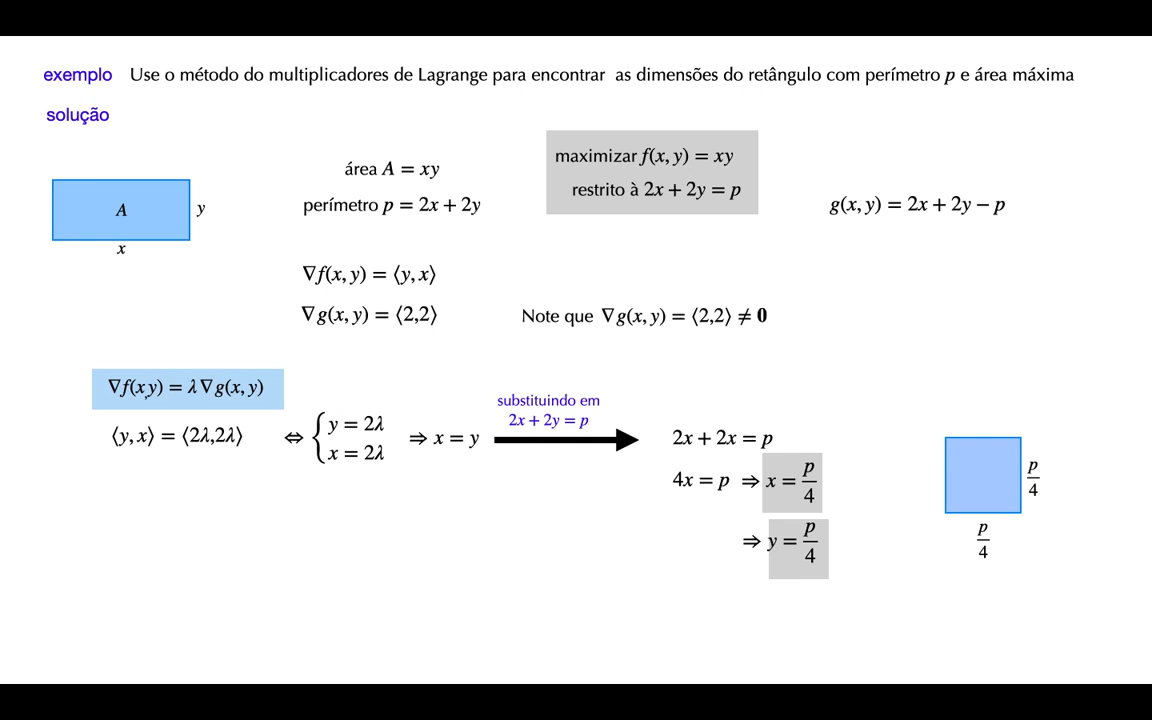 exemplo Use o método do multiplicadores de Lagrange para encontrar as dimensões do retângulo com perímetro p e área máxima
solução
área A = xy
perímetro p = 2x + 2y
maximizar f(x, y) = xy
restrito à 2x + 2y = p
g(x, y) = 2x + 2y − p
A
y
x
∇f(x, y) = ⟨y, x⟩
∇g(x, y) = ⟨2,2⟩
Note que ∇g(x, y) = ⟨2,2⟩ ≠ 0
∇f(x,y) = λ∇g(x, y)
⟨y, x⟩ = ⟨2λ,2λ⟩ ⇔ { y = 2λ
x = 2λ
⇒ x = y
substituindo em
2x + 2y = p
2x + 2x = p
4x = p ⇒ x = p/4
⇒ y = p/4
p/4
p/4